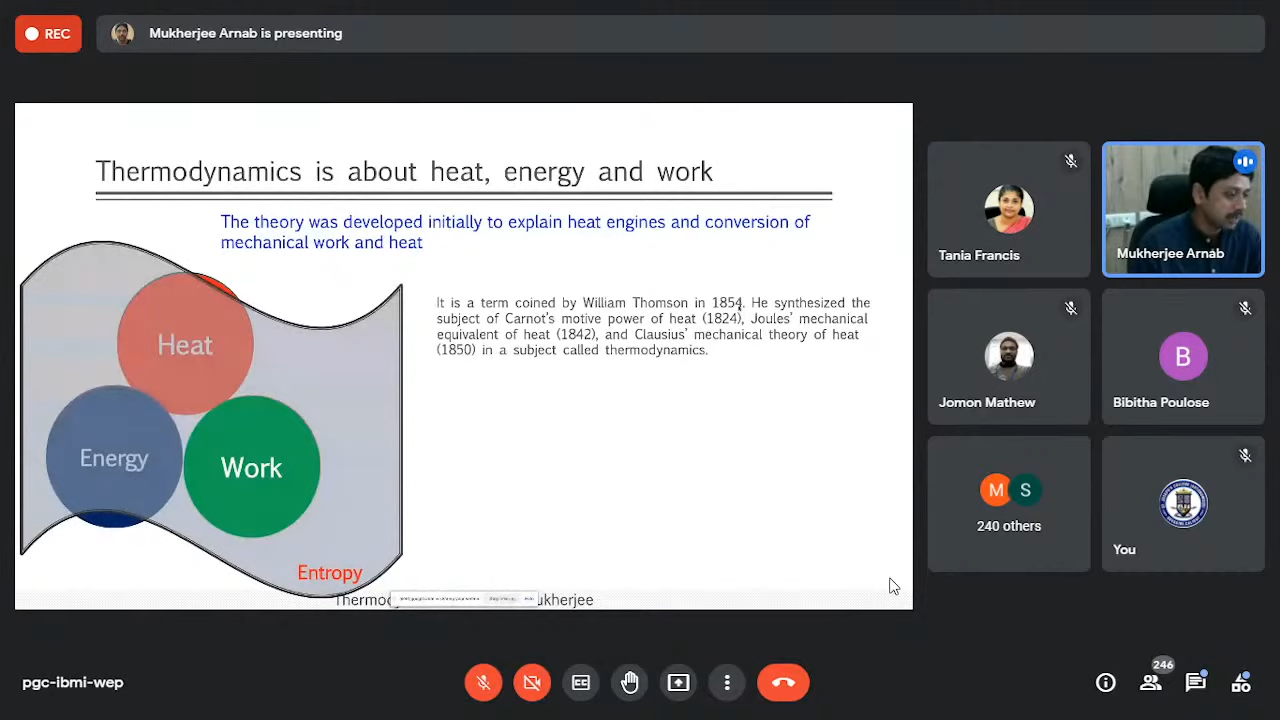 REC
Mukherjee Arnab is presenting
Thermodynamics is about heat, energy and work
The theory was developed initially to explain heat engines and conversion of
mechanical work and heat
It is a term coined by William Thomson in 1854. He synthesized the
subject of Carnot's motive power of heat (1824), Joules' mechanical
equivalent of heat (1842), and Clausius' mechanical theory of heat
(1850) in a subject called thermodynamics.
Heat
Energy
Work
Entropy
Tania Francis
Mukherjee Arnab
Jomon Mathew
B
Bibitha Poulose
M S
240 others
You
pgc-ibmi-wep
CC
246